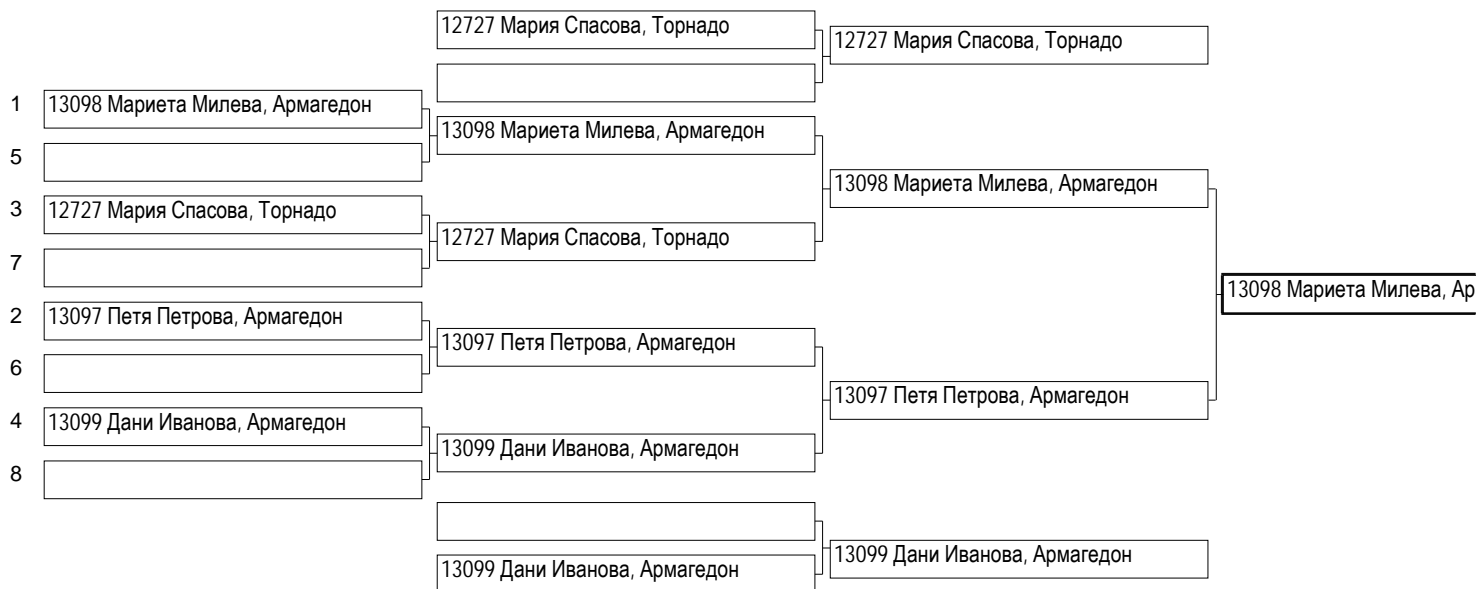 12727 Мария Спасова, Торнадо
12727 Мария Спасова, Торнадо
1 13098 Мариета Милева, Армагедон
13098 Мариета Милева, Армагедон
5
13098 Мариета Милева, Армагедон
3 12727 Мария Спасова, Торнадо
12727 Мария Спасова, Торнадо
7
13098 Мариета Милева, Ар
2 13097 Петя Петрова, Армагедон
13097 Петя Петрова, Армагедон
6
13097 Петя Петрова, Армагедон
4 13099 Дани Иванова, Армагедон
13099 Дани Иванова, Армагедон
8
13099 Дани Иванова, Армагедон
13099 Дани Иванова, Армагедон